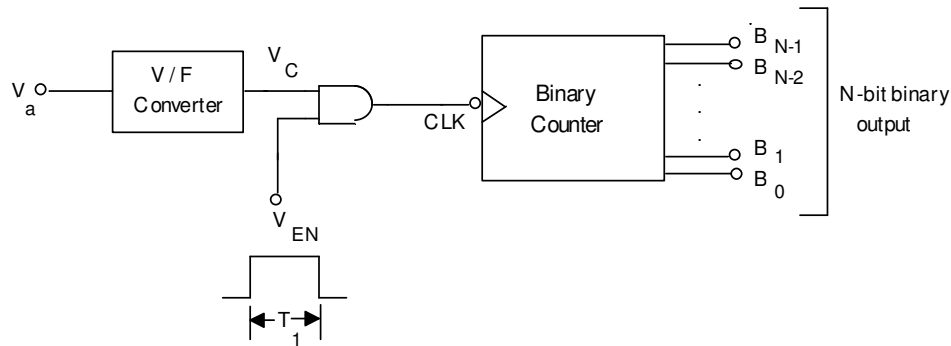 V a
V / F
Converter
V C
V EN
T 1
CLK
Binary
Counter
B N-1
B N-2
B 1
B 0
N-bit binary
output